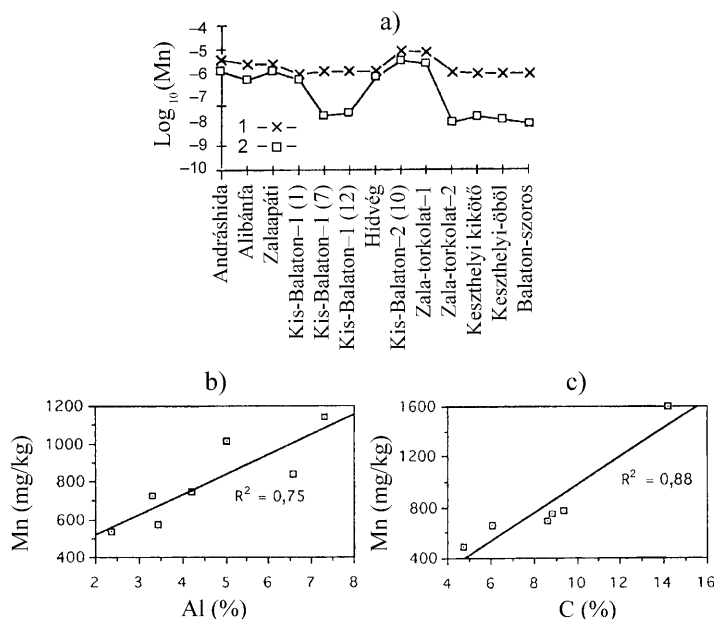 a)
Log10(Mn)
−4
−5
−6
−7
−8
−6
−10
1 –×–
2 –□–
Andráshida
Alibánfa
Zalaapáti
Kis-Balaton–1 (1)
Kis-Balaton–1 (7)
Kis-Balaton–1 (12)
Hídvég
Kis-Balaton–2 (10)
Zala-torkolat–1
Zala-torkolat–2
Keszthelyi kikötő
Keszthelyi-öböl
Balaton-szoros
b)
Mn (mg/kg)
1200
1000
800
600
400
R² = 0,75
2 3 4 5 6 7 8
Al (%)
c)
Mn (mg/kg)
1600
1200
800
400
R² = 0,88
4 6 8 10 12 14 16
C (%)